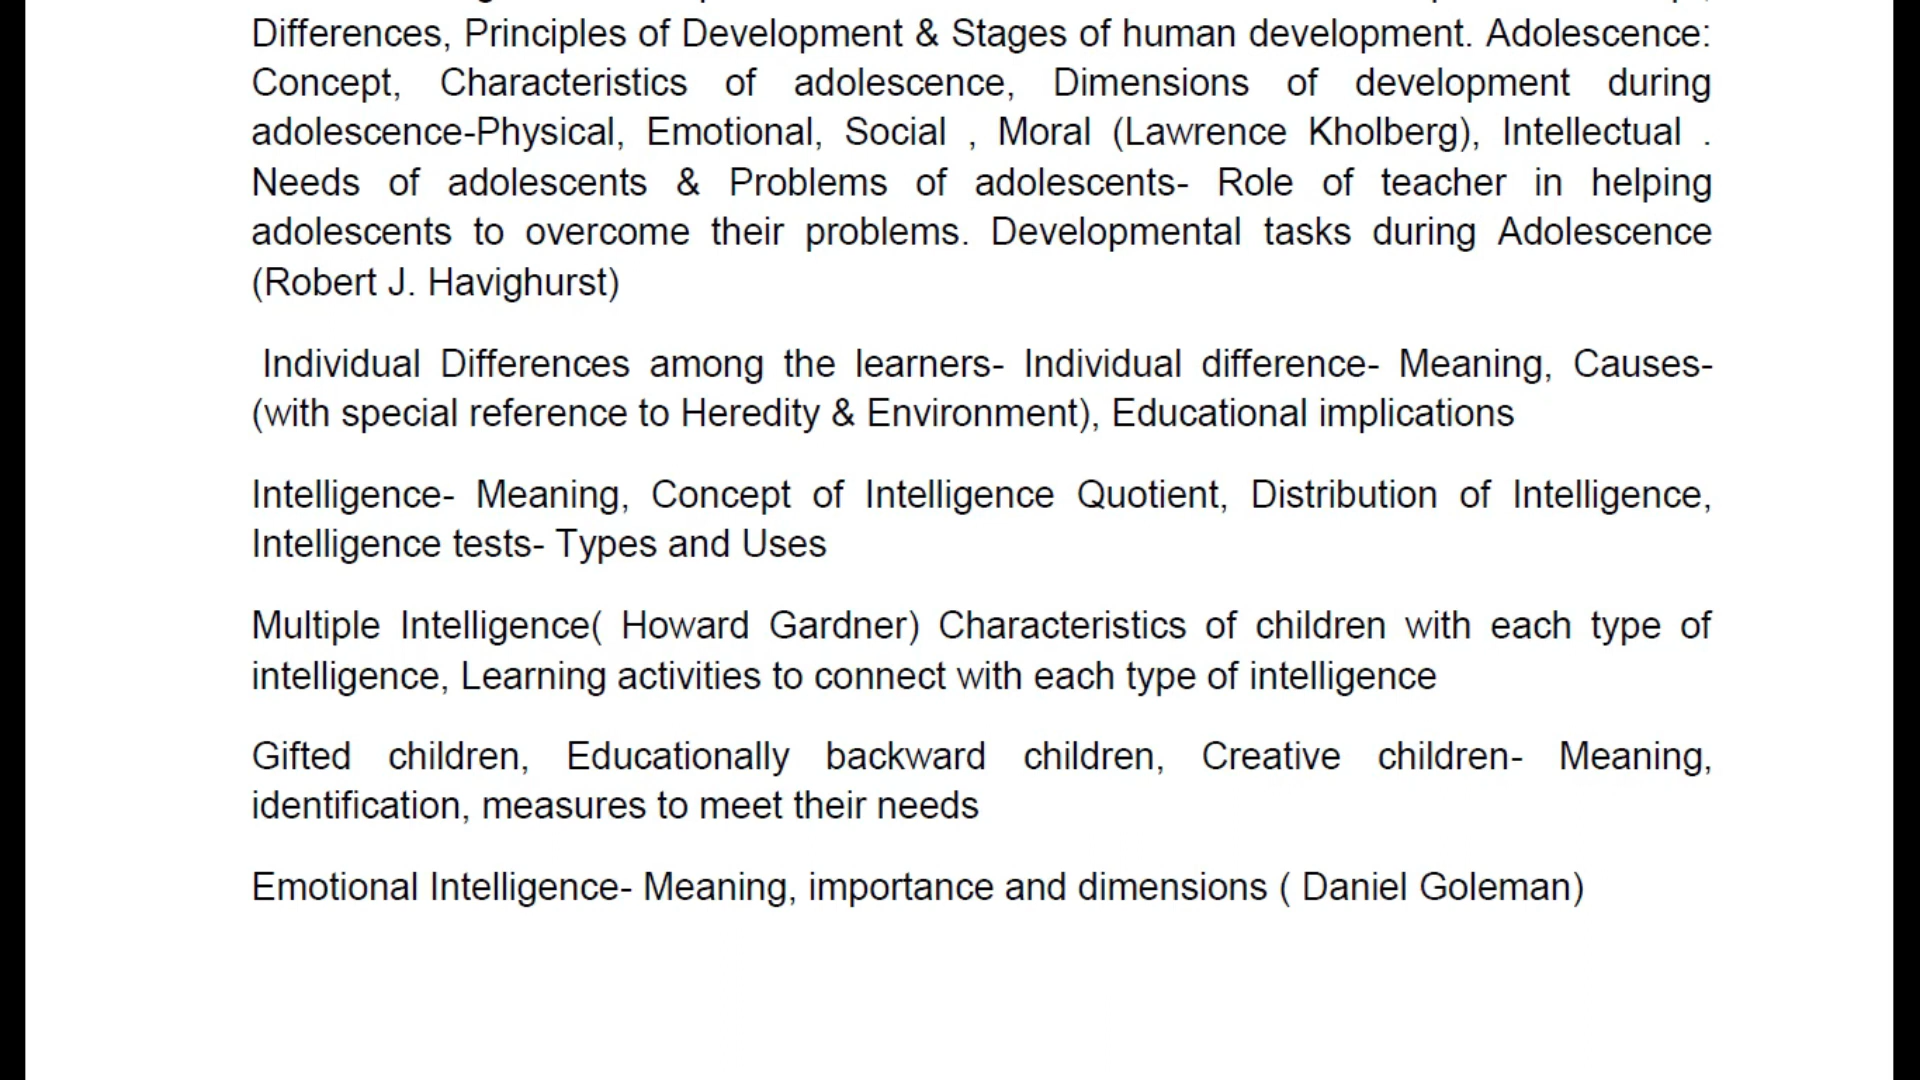 Differences, Principles of Development & Stages of human development. Adolescence:
Concept, Characteristics of adolescence, Dimensions of development during
adolescence-Physical, Emotional, Social , Moral (Lawrence Kholberg), Intellectual .
Needs of adolescents & Problems of adolescents- Role of teacher in helping
adolescents to overcome their problems. Developmental tasks during Adolescence
(Robert J. Havighurst)
Individual Differences among the learners- Individual difference- Meaning, Causes-
(with special reference to Heredity & Environment), Educational implications
Intelligence- Meaning, Concept of Intelligence Quotient, Distribution of Intelligence,
Intelligence tests- Types and Uses
Multiple Intelligence( Howard Gardner) Characteristics of children with each type of
intelligence, Learning activities to connect with each type of intelligence
Gifted children, Educationally backward children, Creative children- Meaning,
identification, measures to meet their needs
Emotional Intelligence- Meaning, importance and dimensions ( Daniel Goleman)